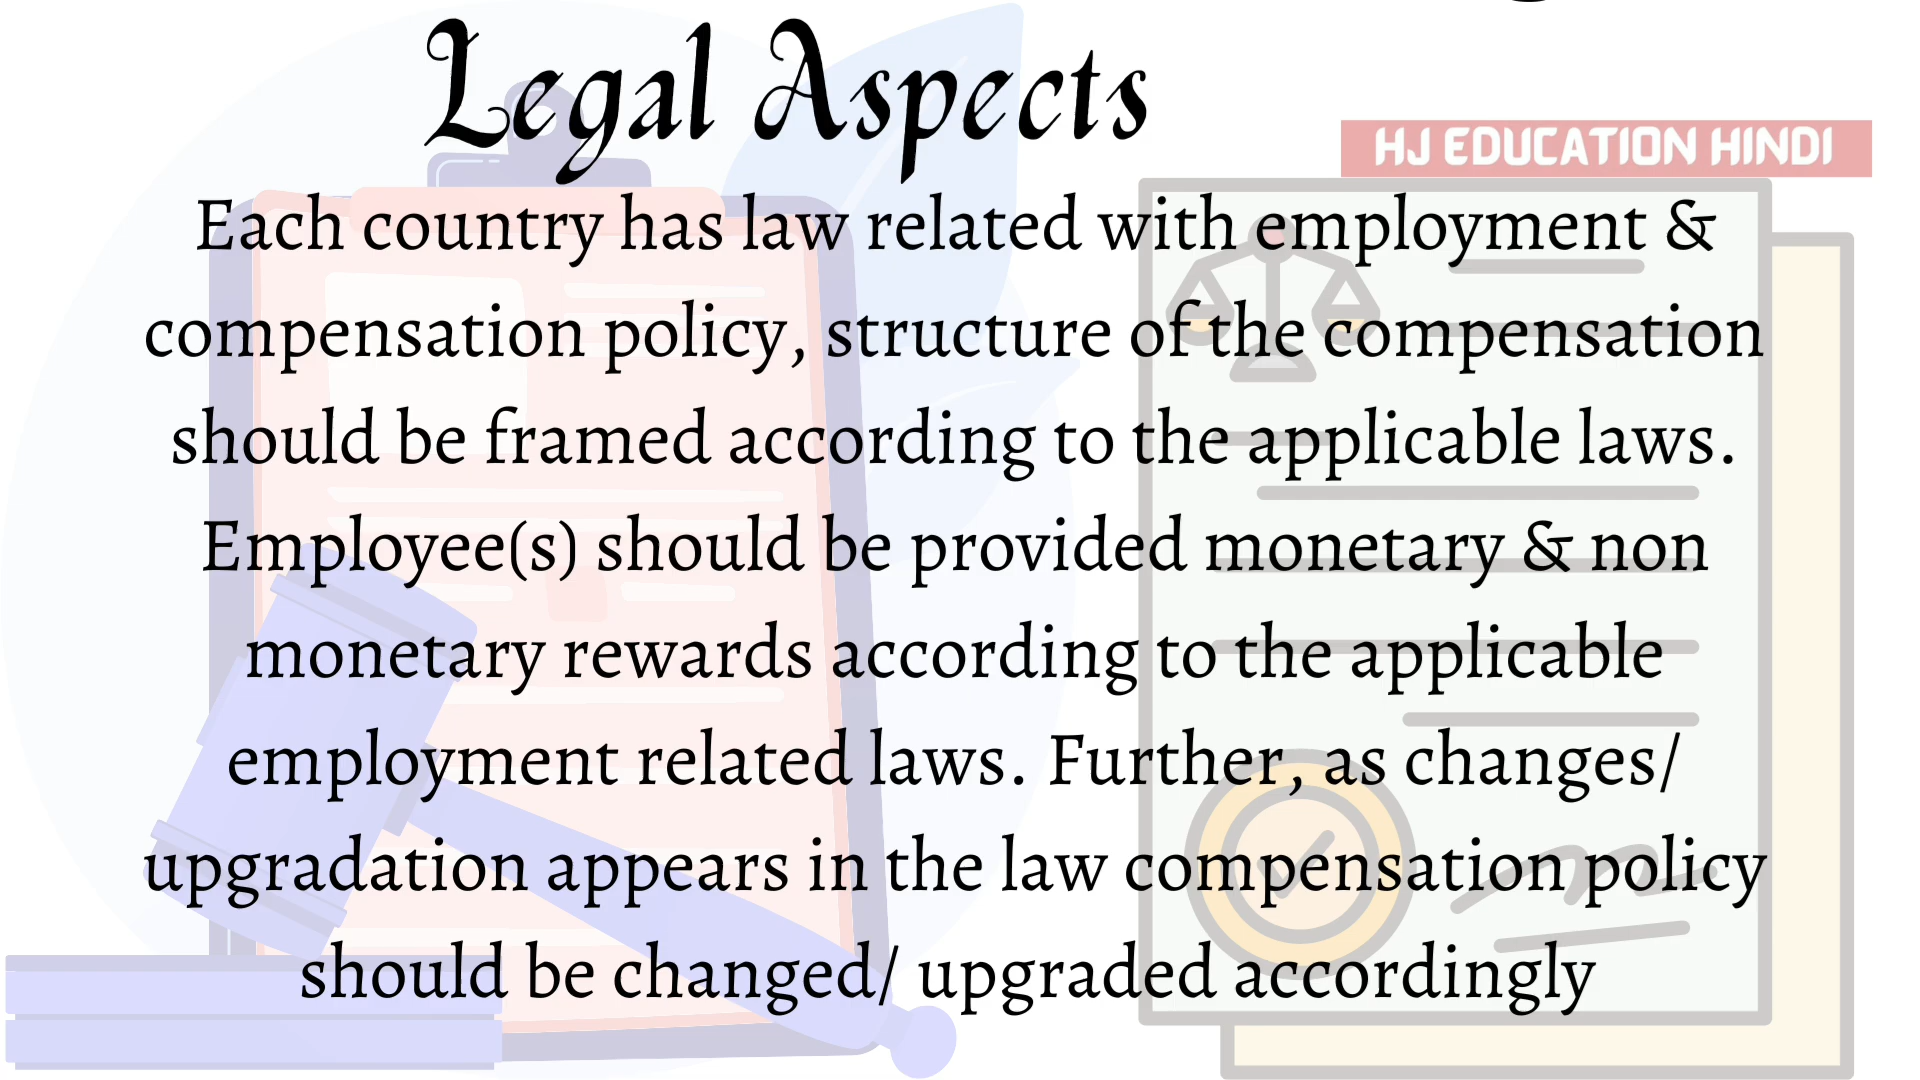 Legal Aspects
HJ EDUCATION HINDI
Each country has law related with employment &
compensation policy, structure of the compensation
should be framed according to the applicable laws.
Employee(s) should be provided monetary & non
monetary rewards according to the applicable
employment related laws. Further, as changes/
upgradation appears in the law compensation policy
should be changed/ upgraded accordingly